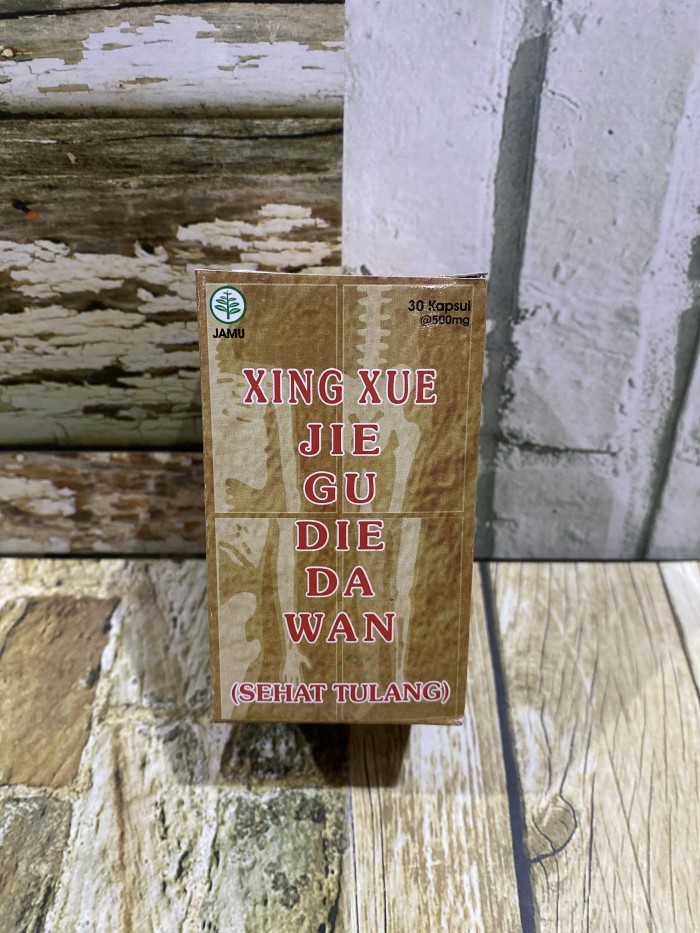 JAMU
30 Kapsul
@500mg
XING XUE
JIE
GU
DIE
DA
WAN
(SEHAT TULANG)